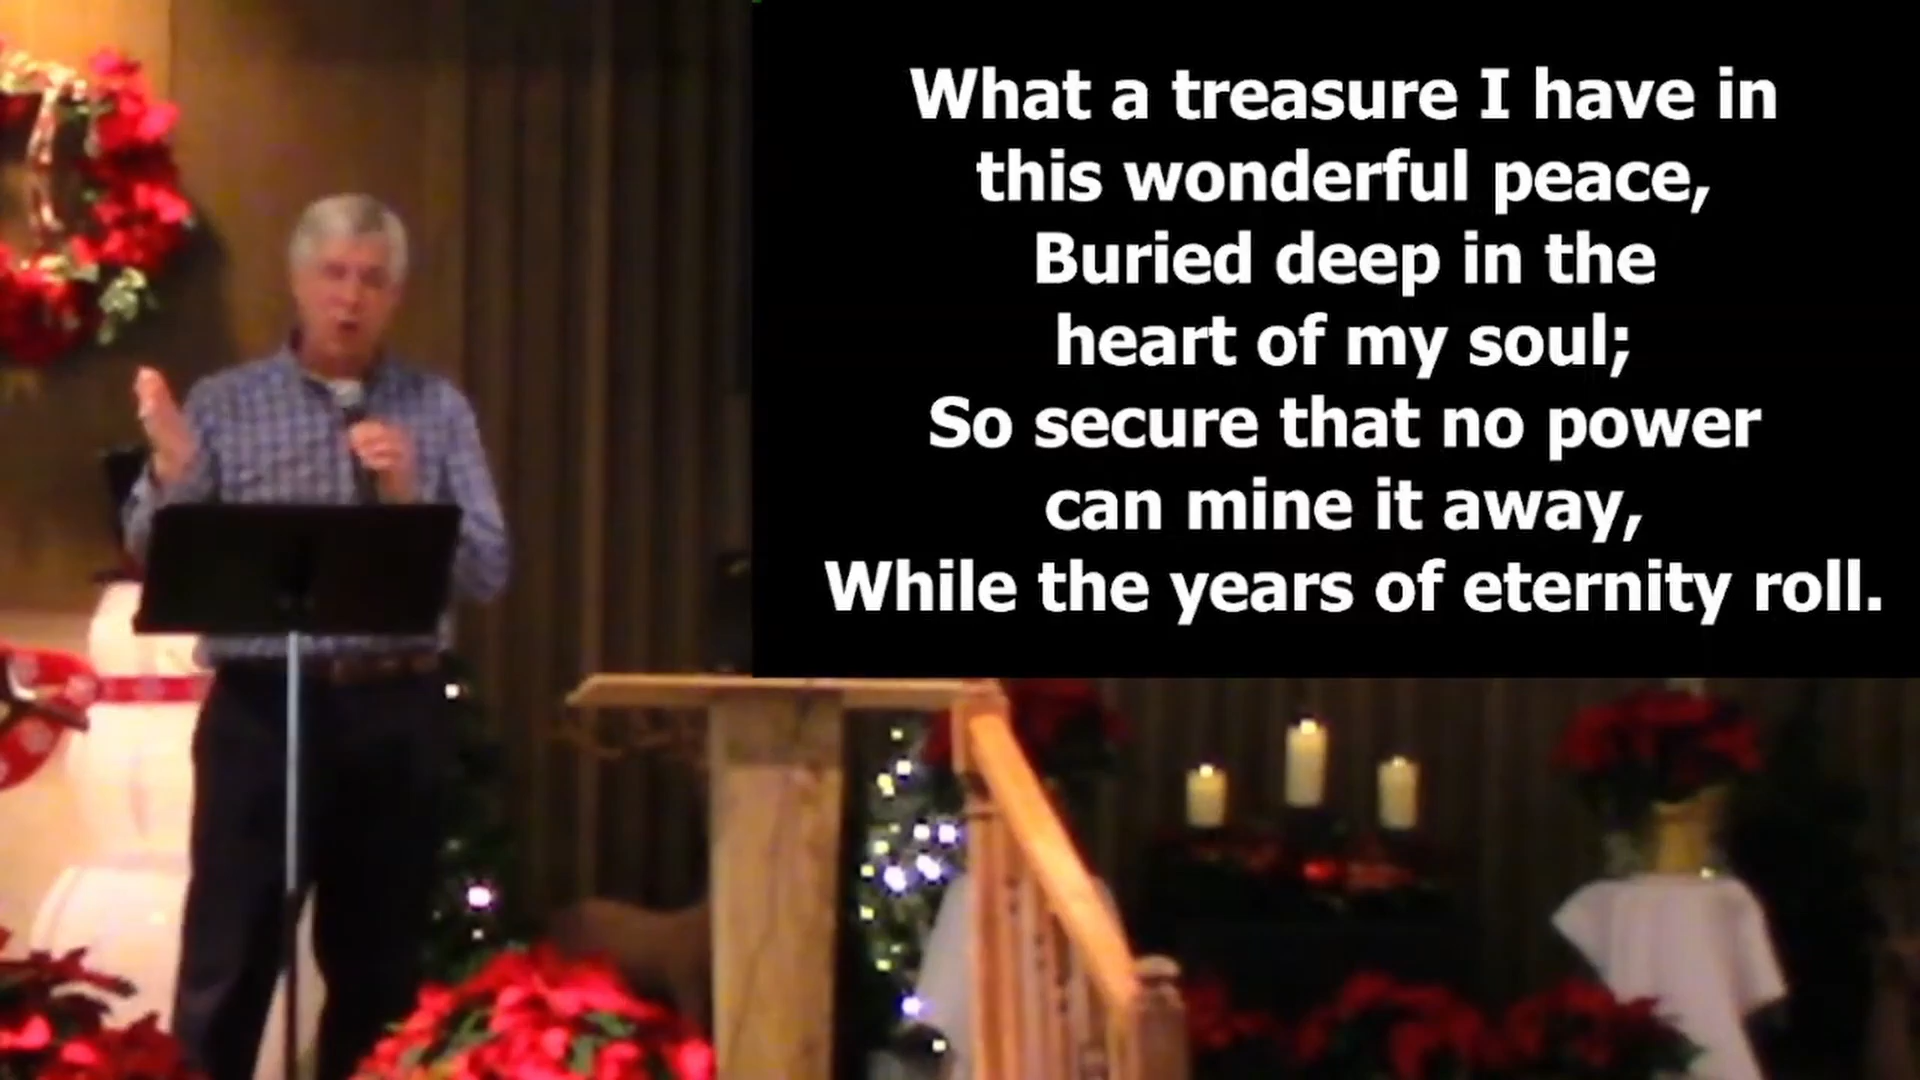 What a treasure I have in
this wonderful peace,
Buried deep in the
heart of my soul;
So secure that no power
can mine it away,
While the years of eternity roll.